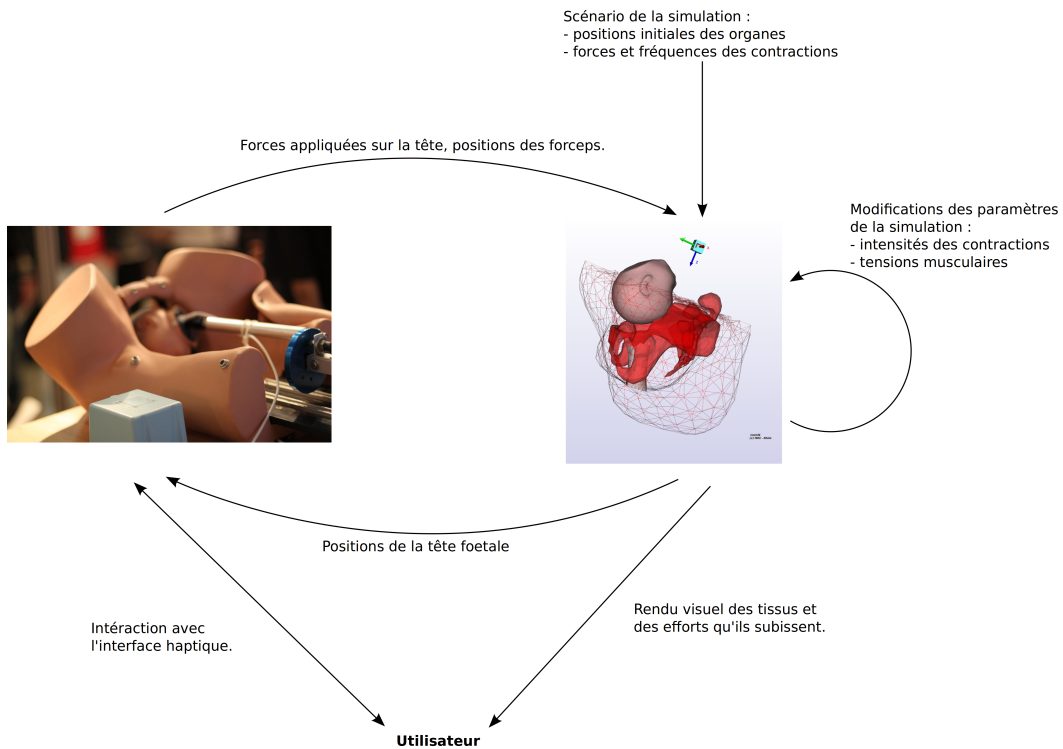 Scénario de la simulation :
- positions initiales des organes
- forces et fréquences des contractions
Forces appliquées sur la tête, positions des forceps.
Modifications des paramètres
de la simulation :
- intensités des contractions
- tensions musculaires
Positions de la tête foetale
Intéraction avec
l'interface haptique.
Rendu visuel des tissus et
des efforts qu'ils subissent.
Utilisateur